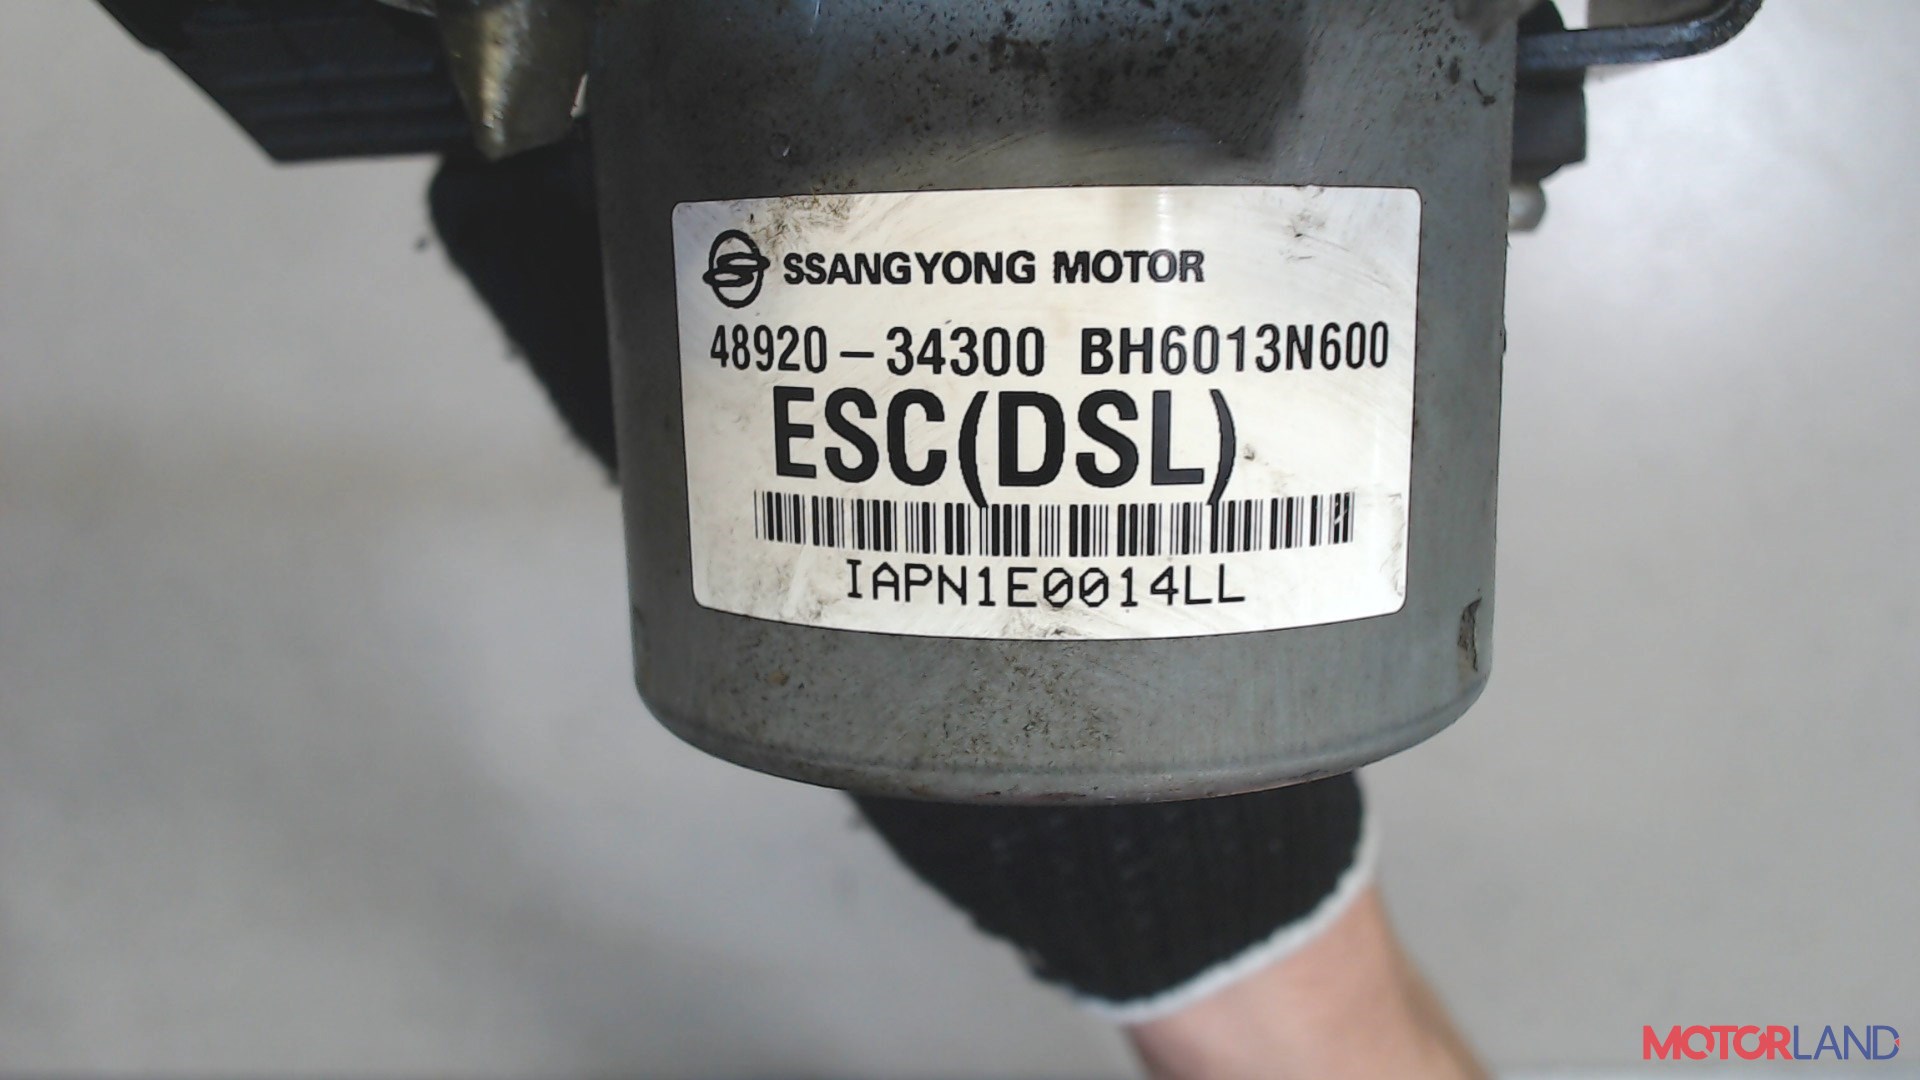 SSANGYONG MOTOR
48920-34300 BH6013N600
ESC(DSL)
IAPN1E0014LL
MOTORLAND